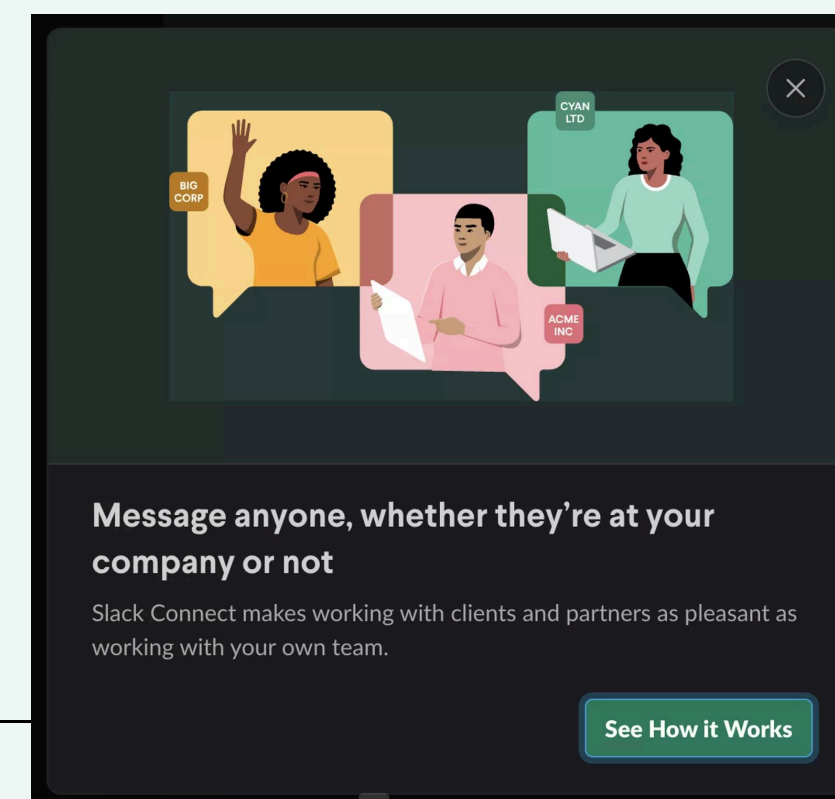 CYAN
LTD
BIG
CORP
ACME
INC
Message anyone, whether they’re at your
company or not
Slack Connect makes working with clients and partners as pleasant as
working with your own team.
See How it Works